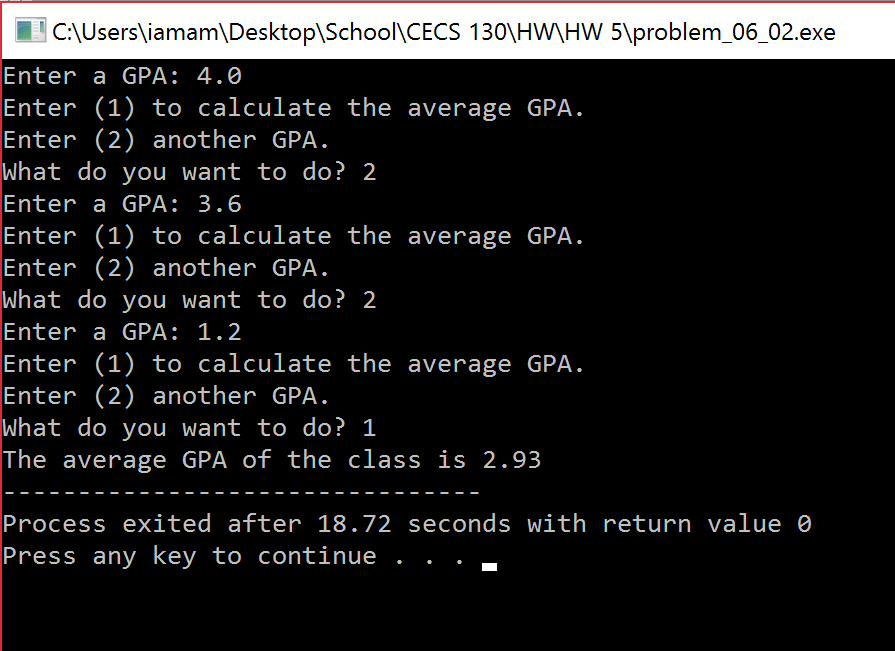 C:\Users\iamam\Desktop\School\CECS 130\HW\HW 5\problem_06_02.exe
Enter a GPA: 4.0
Enter (1) to calculate the average GPA.
Enter (2) another GPA.
What do you want to do? 2
Enter a GPA: 3.6
Enter (1) to calculate the average GPA.
Enter (2) another GPA.
What do you want to do? 2
Enter a GPA: 1.2
Enter (1) to calculate the average GPA.
Enter (2) another GPA.
What do you want to do? 1
The average GPA of the class is 2.93
--------------------------------
Process exited after 18.72 seconds with return value 0
Press any key to continue . . .